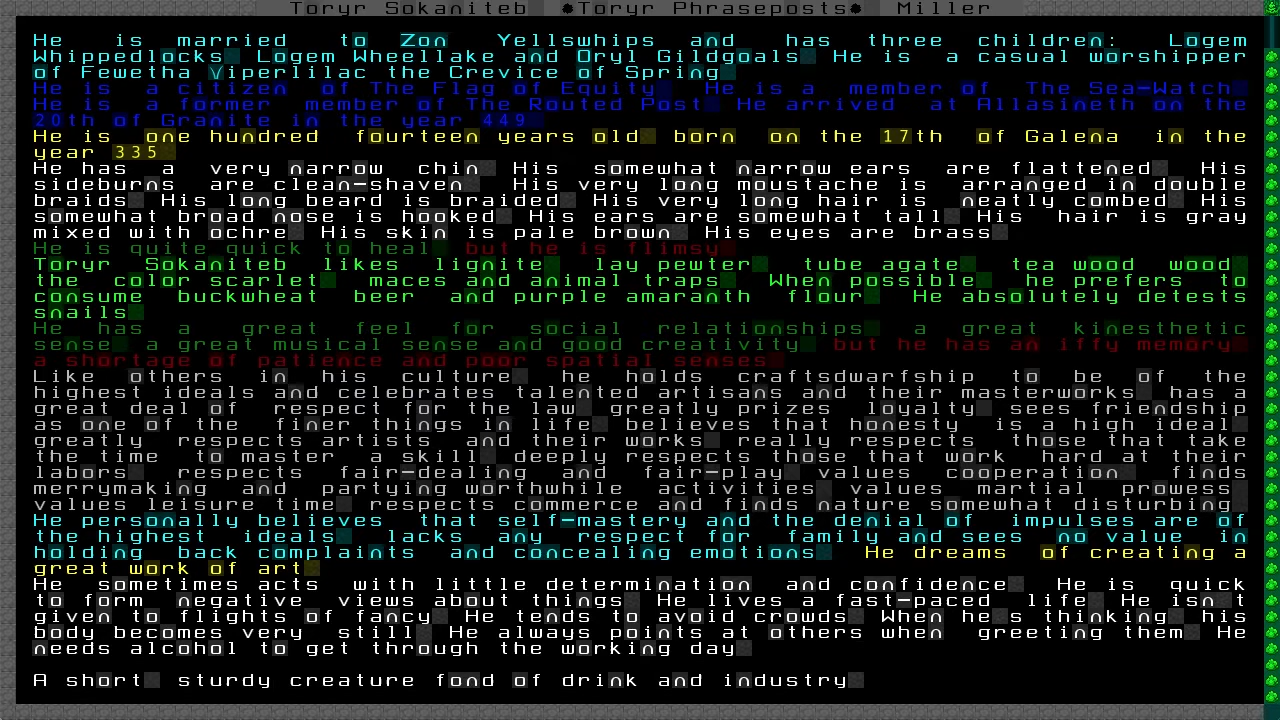 Toryr Sokaniteb ●Toryr Phraseposts● Miller
He is married to Zon Yellswhips and has three children: Logem
Whippedlocks Logem Wheellake and Oryl Gildgoals He is a casual worshipper
of Fewetha Viperlilac the Crevice of Spring
He is a citizen of The Flag of Equity He is a member of The Sea-Watch
He is a former member of The Routed Post He arrived at Allasineth on the
20th of Granite in the year 449
He is one hundred fourteen years old born on the 17th of Galena in the
year 335
He has a very narrow chin His somewhat narrow ears are flattened His
sideburns are clean-shaven His very long moustache is arranged in double
braids His long beard is braided His very long hair is neatly combed His
somewhat broad nose is hooked His ears are somewhat tall His hair is gray
mixed with ochre His skin is pale brown His eyes are brass
He is quite quick to heal but he is flimsy
Toryr Sokaniteb likes lignite lay pewter tube agate tea wood wood
the color scarlet maces and animal traps When possible he prefers to
consume buckwheat beer and purple amaranth flour He absolutely detests
snails
He has a great feel for social relationships a great kinesthetic
sense a great musical sense and good creativity but he has an iffy memory
a shortage of patience and poor spatial senses
Like others in his culture he holds craftsdwarfship to be of the
highest ideals and celebrates talented artisans and their masterworks has a
great deal of respect for the law greatly prizes loyalty sees friendship
as one of the finer things in life believes that honesty is a high ideal
greatly respects artists and their works really respects those that take
the time to master a skill deeply respects those that work hard at their
labors respects fair-dealing and fair-play values cooperation finds
merrymaking and partying worthwhile activities values martial prowess
values leisure time respects commerce and finds nature somewhat disturbing
He personally believes that self-mastery and the denial of impulses are of
the highest ideals lacks any respect for family and sees no value in
holding back complaints and concealing emotions He dreams of creating a
great work of art
He sometimes acts with little determination and confidence He is quick
to form negative views about things He lives a fast-paced life He isn t
given to flights of fancy He tends to avoid crowds When he s thinking his
body becomes very still He always points at others when greeting them He
needs alcohol to get through the working day
A short sturdy creature fond of drink and industry